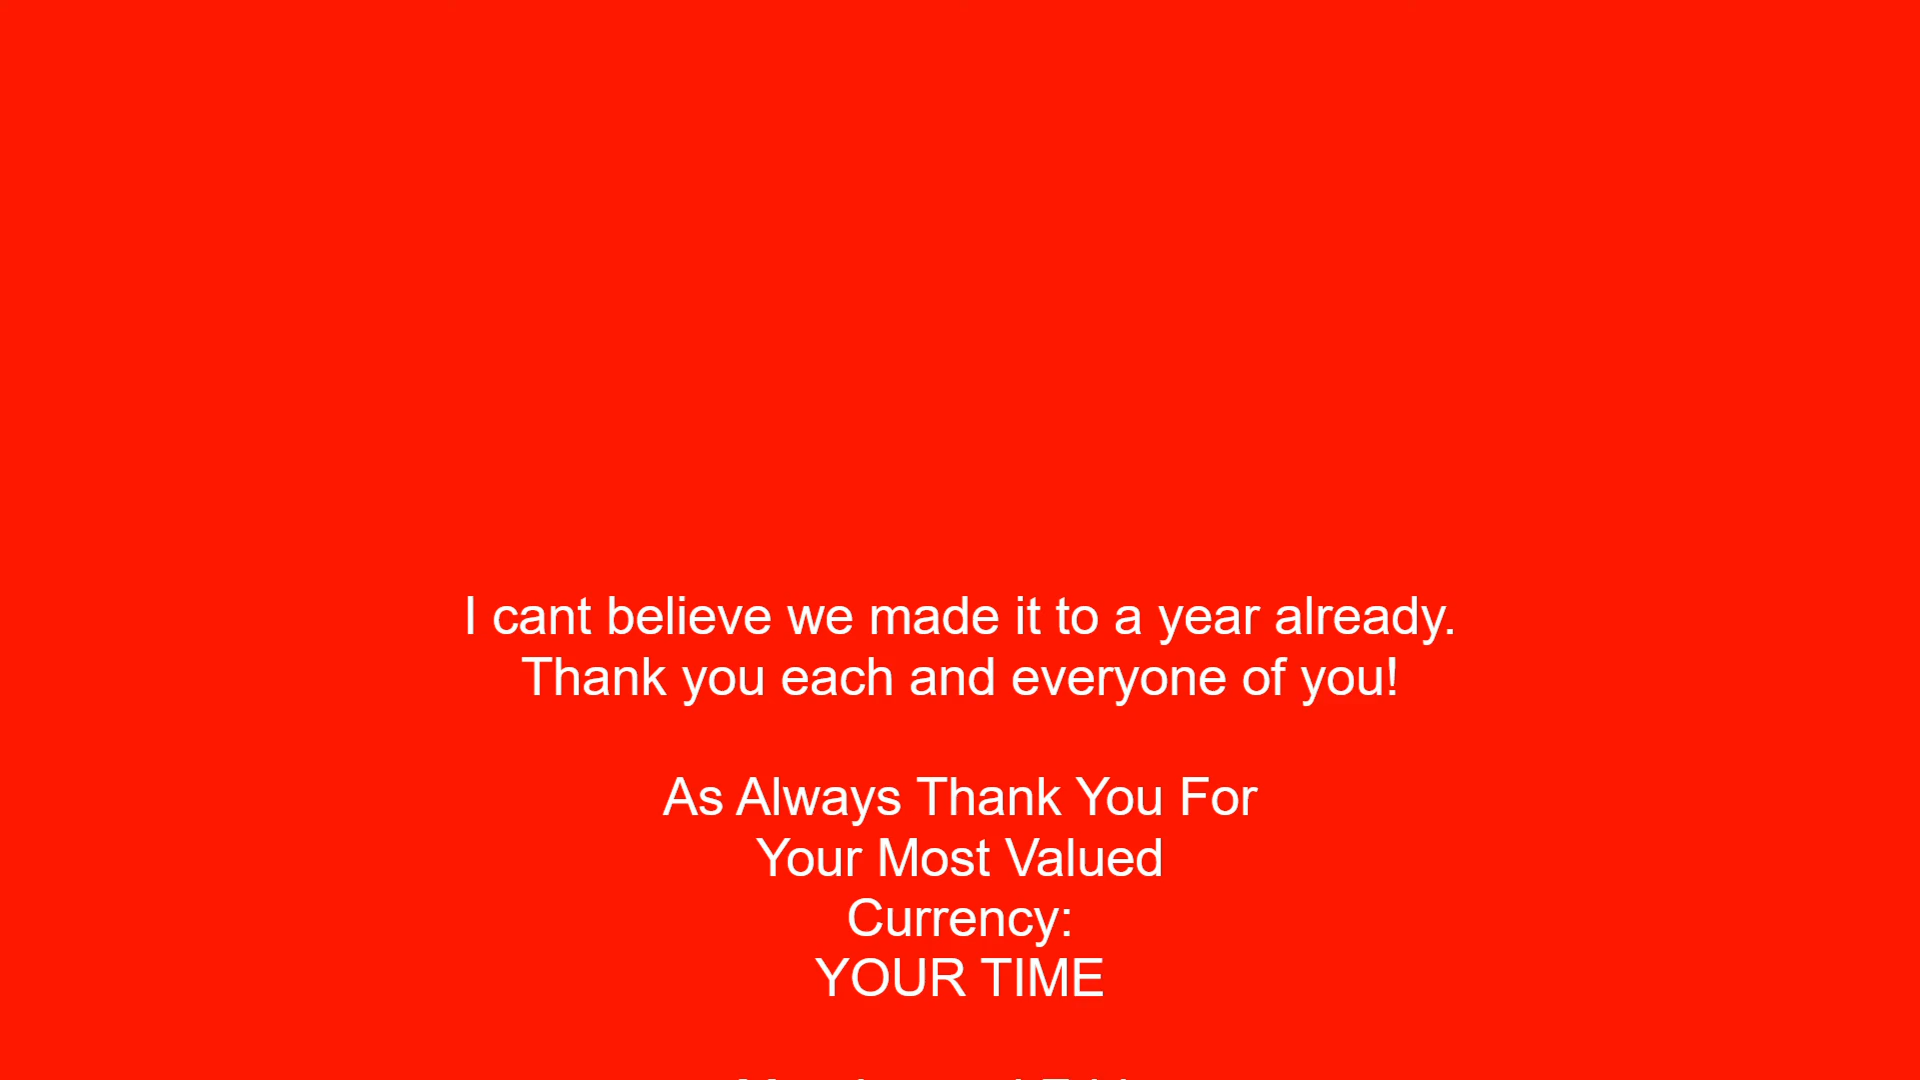 I cant believe we made it to a year already.
Thank you each and everyone of you!
As Always Thank You For
Your Most Valued
Currency:
YOUR TIME